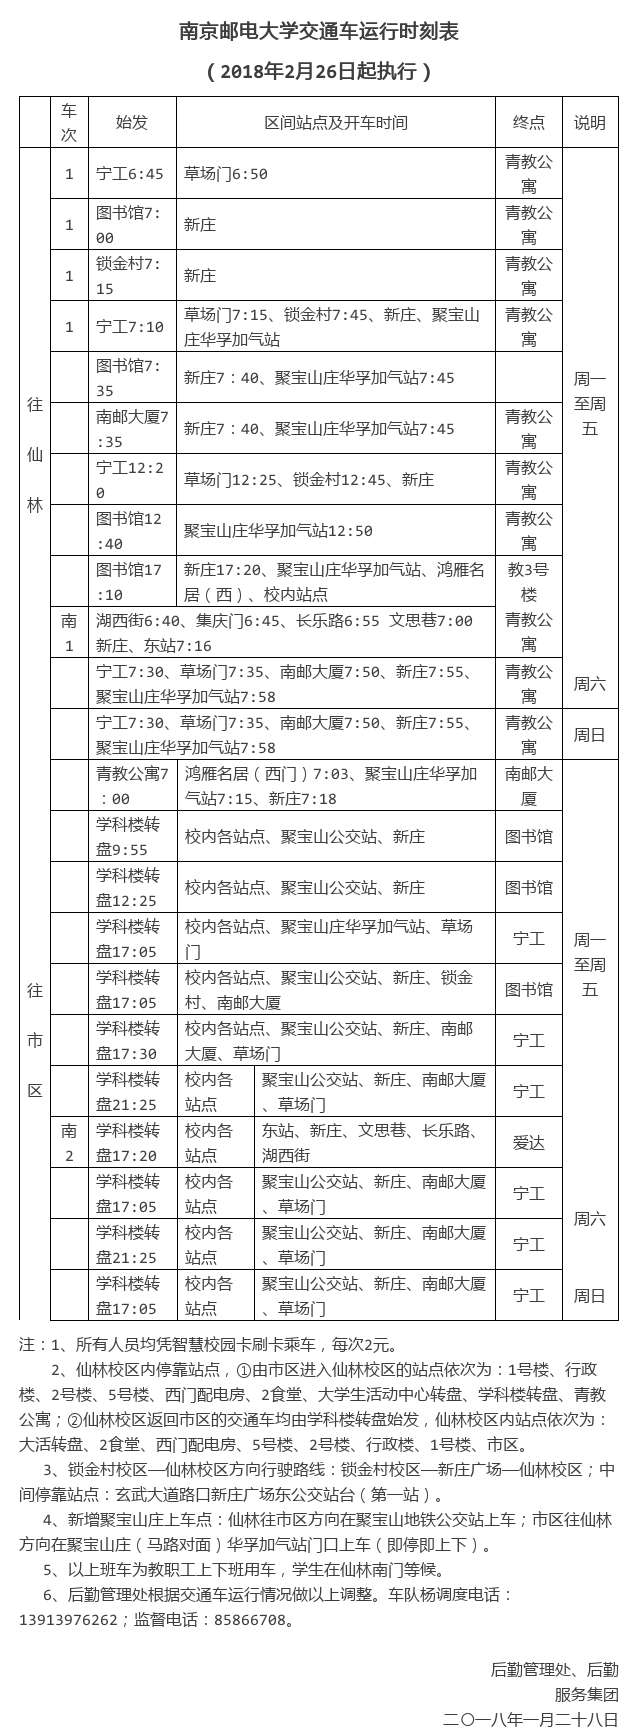 南京邮电大学交通车运行时刻表
（2018年2月26日起执行）
车次 始发 区间站点及开车时间 终点 说明
往仙林
1 宁工6:45 草场门6:50 青教公寓
1 图书馆7:00 新庄 青教公寓
1 锁金村7:15 新庄 青教公寓
1 宁工7:10 草场门7:15、锁金村7:45、新庄、聚宝山庄华孚加气站 青教公寓
图书馆7:35 新庄7：40、聚宝山庄华孚加气站7:45
周一至周五
南邮大厦7:35 新庄7：40、聚宝山庄华孚加气站7:45 青教公寓
宁工12:20 草场门12:25、锁金村12:45、新庄 青教公寓
图书馆12:40 聚宝山庄华孚加气站12:50 青教公寓
图书馆17:10 新庄17:20、聚宝山庄华孚加气站、鸿雁名居（西）、校内站点 教3号楼
南1 湖西街6:40、集庆门6:45、长乐路6:55 文思巷7:00 新庄、东站7:16 青教公寓
宁工7:30、草场门7:35、南邮大厦7:50、新庄7:55、聚宝山庄华孚加气站7:58 青教公寓 周六
宁工7:30、草场门7:35、南邮大厦7:50、新庄7:55、聚宝山庄华孚加气站7:58 青教公寓 周日
往市区
青教公寓7：00 鸿雁名居（西门）7:03、聚宝山庄华孚加气站7:15、新庄7:18 南邮大厦
学科楼转盘9:55 校内各站点、聚宝山公交站、新庄 图书馆
学科楼转盘12:25 校内各站点、聚宝山公交站、新庄 图书馆
学科楼转盘17:05 校内各站点、聚宝山庄华孚加气站、草场门 宁工
周一至周五
学科楼转盘17:05 校内各站点、聚宝山公交站、新庄、锁金村、南邮大厦 图书馆
学科楼转盘17:30 校内各站点、聚宝山公交站、新庄、南邮大厦、草场门 宁工
学科楼转盘21:25 校内各站点 聚宝山公交站、新庄、南邮大厦、草场门 宁工
南2 学科楼转盘17:20 校内各站点 东站、新庄、文思巷、长乐路、湖西街 爱达
学科楼转盘17:05 校内各站点 聚宝山公交站、新庄、南邮大厦、草场门 宁工
周六
学科楼转盘21:25 校内各站点 聚宝山公交站、新庄、南邮大厦、草场门 宁工
学科楼转盘17:05 校内各站点 聚宝山公交站、新庄、南邮大厦、草场门 宁工 周日
注：1、所有人员均凭智慧校园卡刷卡乘车，每次2元。
2、仙林校区内停靠站点，①由市区进入仙林校区的站点依次为：1号楼、行政
楼、2号楼、5号楼、西门配电房、2食堂、大学生活动中心转盘、学科楼转盘、青教
公寓；②仙林校区返回市区的交通车均由学科楼转盘始发，仙林校区内站点依次为：
大活转盘、2食堂、西门配电房、5号楼、2号楼、行政楼、1号楼、市区。
3、锁金村校区—仙林校区方向行驶路线：锁金村校区—新庄广场—仙林校区；中
间停靠站点：玄武大道路口新庄广场东公交站台（第一站）。
4、新增聚宝山庄上车点：仙林往市区方向在聚宝山地铁公交站上车；市区往仙林
方向在聚宝山庄（马路对面）华孚加气站门口上车（即停即上下）。
5、以上班车为教职工上下班用车，学生在仙林南门等候。
6、后勤管理处根据交通车运行情况做以上调整。车队杨调度电话：
13913976262；监督电话：85866708。
后勤管理处、后勤
服务集团
二〇一八年一月二十八日